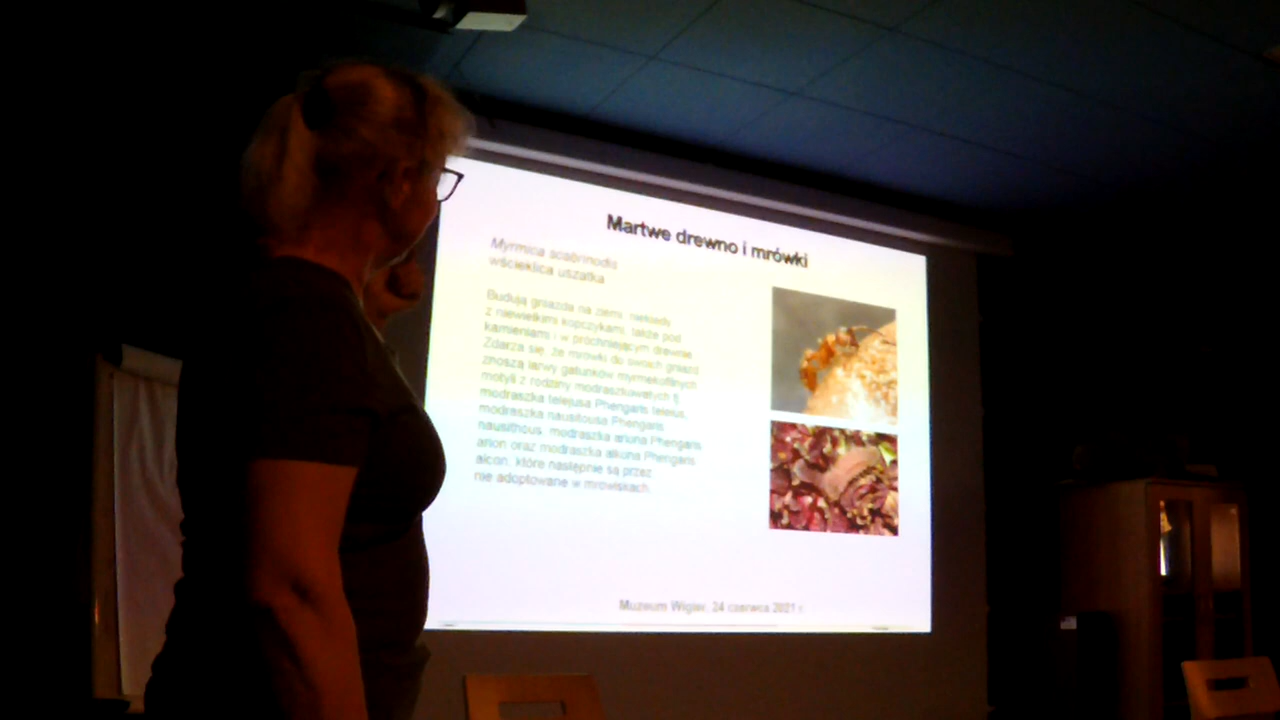 Martwe drewno i mrówki
Myrmica scabrinodis
wścieklica uszatka
Budują gniazda na ziemi, niekiedy
z niewielkimi kopczykami, także pod
kamieniami i w próchniejącym drewnie.
Zdarza się, że mrówki do swoich gniazd
znoszą larwy gatunków myrmekofilnych
motyli z rodziny modraszkowatych tj.
modraszka telejusa Phengaris teleius,
modraszka nausitousa Phengaris
nausithous, modraszka ariona Phengaris
arion oraz modraszka alkona Phengaris
alcon, które następnie są przez
nie adoptowane w mrowiskach.
Muzeum Wigier, 24 czerwca 2021 r.